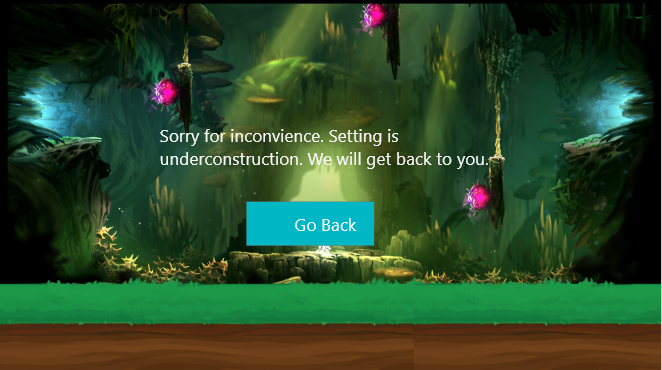 Sorry for inconvience. Setting is
underconstruction. We will get back to you.
Go Back